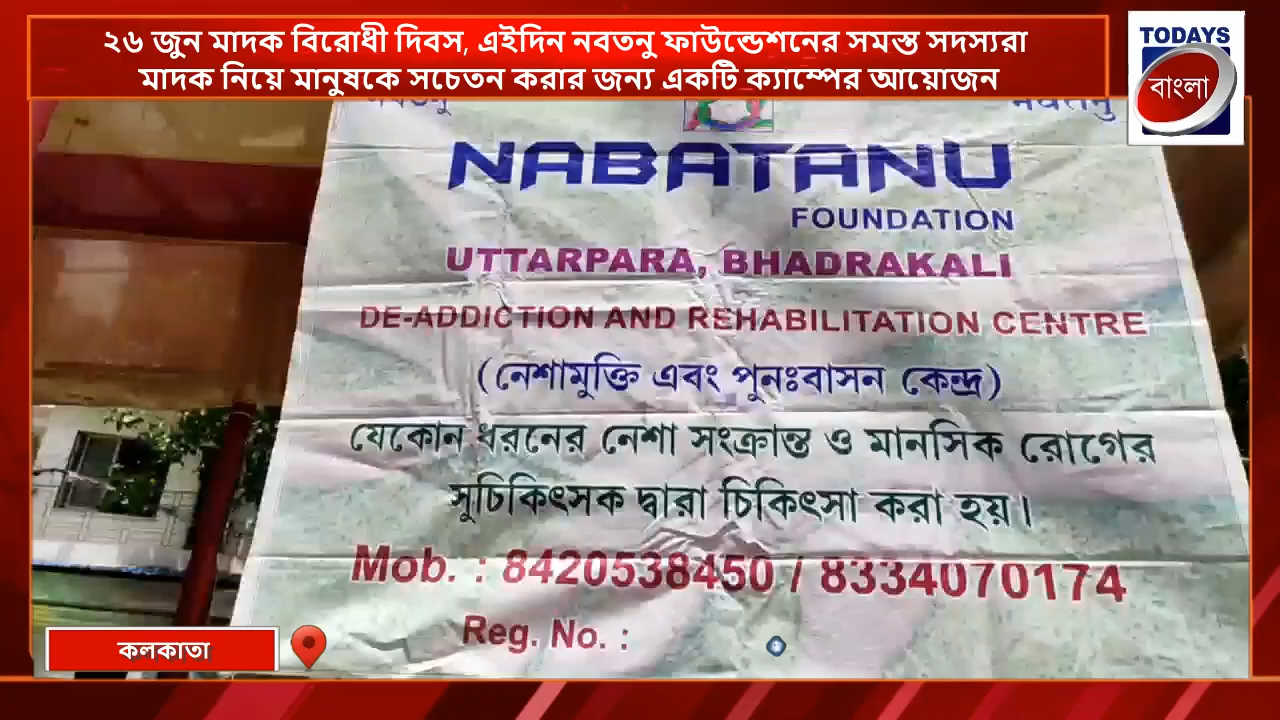 ২৬ জুন মাদক বিরোধী দিবস, এইদিন নবতনু ফাউন্ডেশনের সমস্ত সদস্যরা
মাদক নিয়ে মানুষকে সচেতন করার জন্য একটি ক্যাম্পের আয়োজন
TODAYS
বাংলা
NABATANU
FOUNDATION
UTTARPARA, BHADRAKALI
DE-ADDICTION AND REHABILITATION CENTRE
(নেশামুক্তি এবং পুনঃবাসন কেন্দ্র)
যেকোন ধরনের নেশা সংক্রান্ত ও মানসিক রোগের
সুচিকিৎসক দ্বারা চিকিৎসা করা হয়।
Mob. : 8420538450 / 8334070174
Reg. No. :
কলকাতা